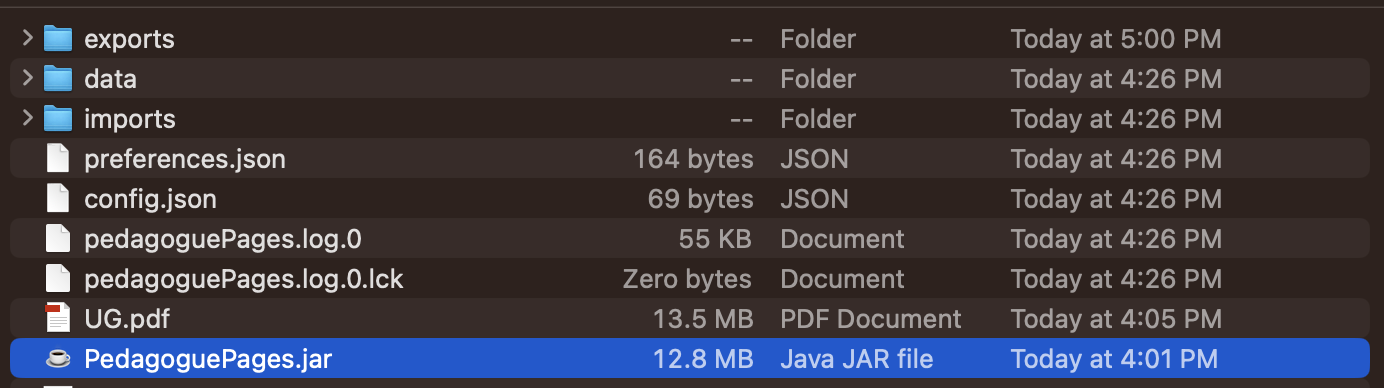 exports -- Folder Today at 5:00 PM
data -- Folder Today at 4:26 PM
imports -- Folder Today at 4:26 PM
preferences.json 164 bytes JSON Today at 4:26 PM
config.json 69 bytes JSON Today at 4:26 PM
pedagoguePages.log.0 55 KB Document Today at 4:26 PM
pedagoguePages.log.0.lck Zero bytes Document Today at 4:26 PM
UG.pdf 13.5 MB PDF Document Today at 4:05 PM
PedagoguePages.jar 12.8 MB Java JAR file Today at 4:01 PM